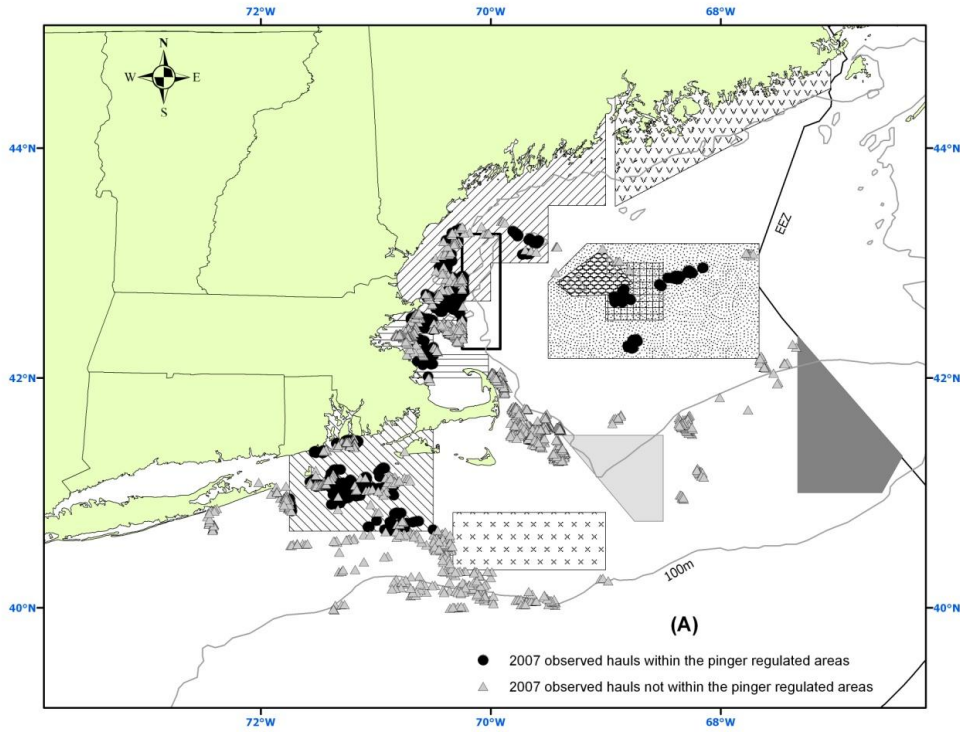 72°W 70°W 68°W
N
W E
S
44°N 44°N
EEZ
42°N 42°N
100m
40°N 40°N
(A)
2007 observed hauls within the pinger regulated areas
2007 observed hauls not within the pinger regulated areas
72°W 70°W 68°W